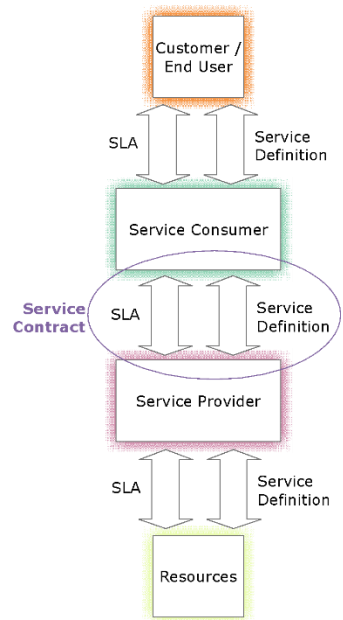 Customer /
End User
SLA
Service
Definition
Service Consumer
Service
Contract
SLA
Service
Definition
Service Provider
SLA
Service
Definition
Resources